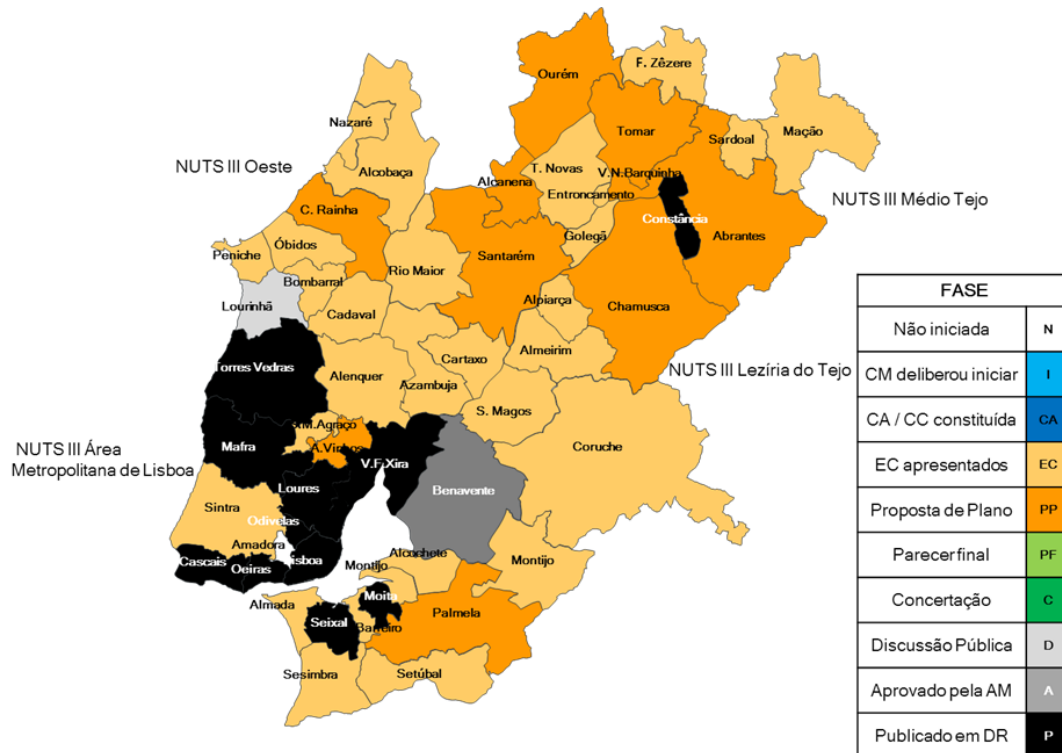 F. Zêzere
Ourém
Nazaré
Tomar
Mação
Sardoal
NUTS III Oeste
Alcobaça
T. Novas
V.N.Barquinha
Alcanena
Entroncamento
NUTS III Médio Tejo
C. Rainha
Constância
Abrantes
Golegã
Óbidos
Peniche
Santarém
Rio Maior
Bombarral
Lourinhã
Alpiarça
Chamusca
Cadaval
Almeirim
Cartaxo
Torres Vedras
Alenquer
Azambuja
NUTS III Lezíria do Tejo
S. Magos
M.Agraço
Mafra
A.Vinhos
NUTS III Área
Metropolitana de Lisboa
V.F.Xira
Coruche
Loures
Benavente
Sintra
Odivelas
Amadora
Alcochete
Cascais
Oeiras
Lisboa
Montijo
Montijo
Almada
Moita
Seixal
Barreiro
Palmela
Sesimbra
Setúbal
FASE
Não iniciada N
CM deliberou iniciar I
CA / CC constituída CA
EC apresentados EC
Proposta de Plano PP
Parecer final PF
Concertação C
Discussão Pública D
Aprovado pela AM A
Publicado em DR P